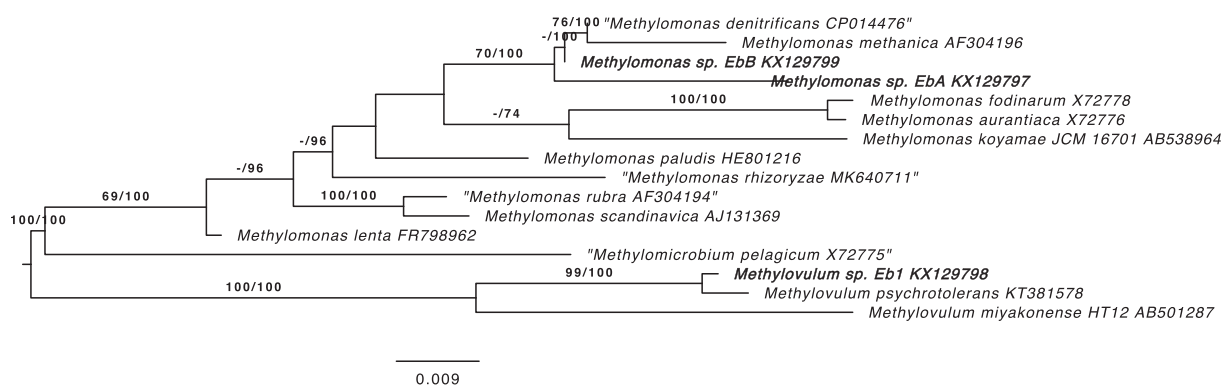 76/100 "Methylomonas denitrificans CP014476"
-/100
Methylomonas methanica AF304196
70/100
Methylomonas sp. EbB KX129799
Methylomonas sp. EbA KX129797
100/100
Methylomonas fodinarum X72778
-/74
Methylomonas aurantiaca X72776
-/96
Methylomonas koyamae JCM 16701 AB538964
Methylomonas paludis HE801216
-/96
"Methylomonas rhizoryzae MK640711"
69/100
100/100
"Methylomonas rubra AF304194"
100/100
Methylomonas scandinavica AJ131369
Methylomonas lenta FR798962
"Methylomicrobium pelagicum X72775"
99/100
Methylovulum sp. Eb1 KX129798
100/100
Methylovulum psychrotolerans KT381578
Methylovulum miyakonense HT12 AB501287
0.009